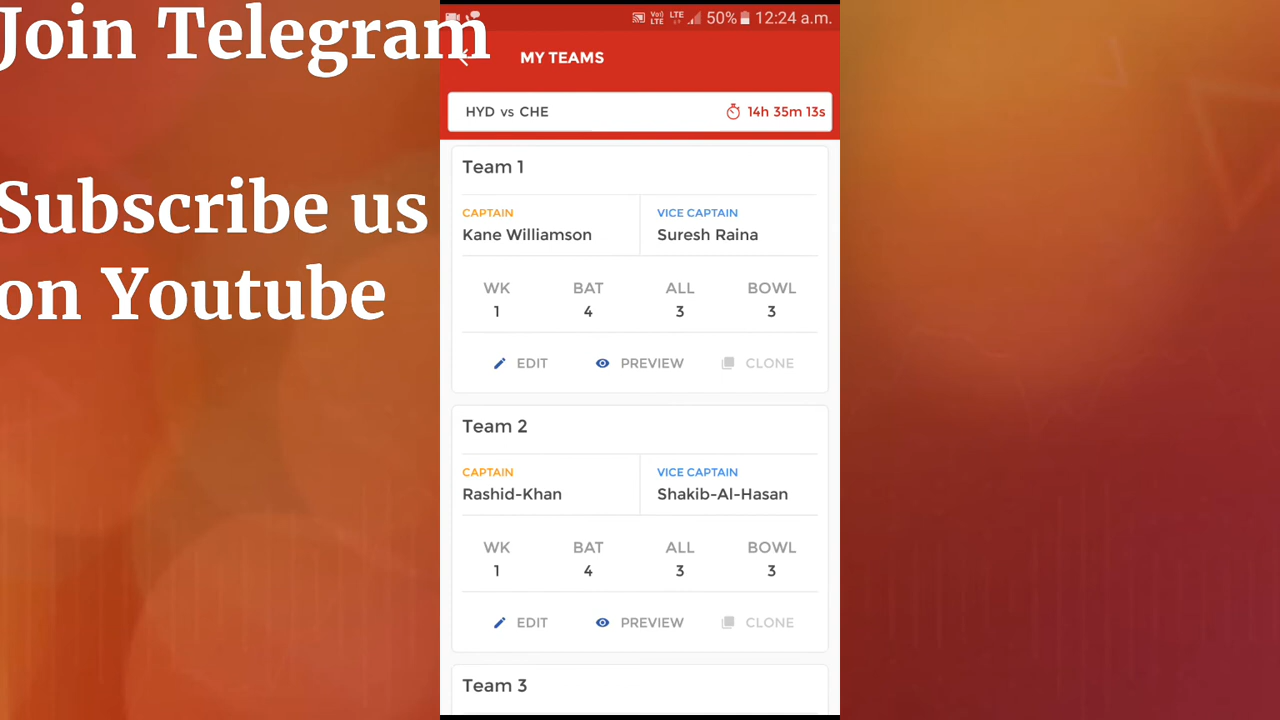 Join Telegram
Subscribe us
on Youtube
Vo))
LTE
LTE
50%
12:24 a.m.
MY TEAMS
HYD vs CHE
14h 35m 13s
Team 1
CAPTAIN
VICE CAPTAIN
Kane Williamson
Suresh Raina
WK BAT ALL BOWL
1 4 3 3
EDIT PREVIEW CLONE
Team 2
CAPTAIN
VICE CAPTAIN
Rashid-Khan
Shakib-Al-Hasan
WK BAT ALL BOWL
1 4 3 3
EDIT PREVIEW CLONE
Team 3